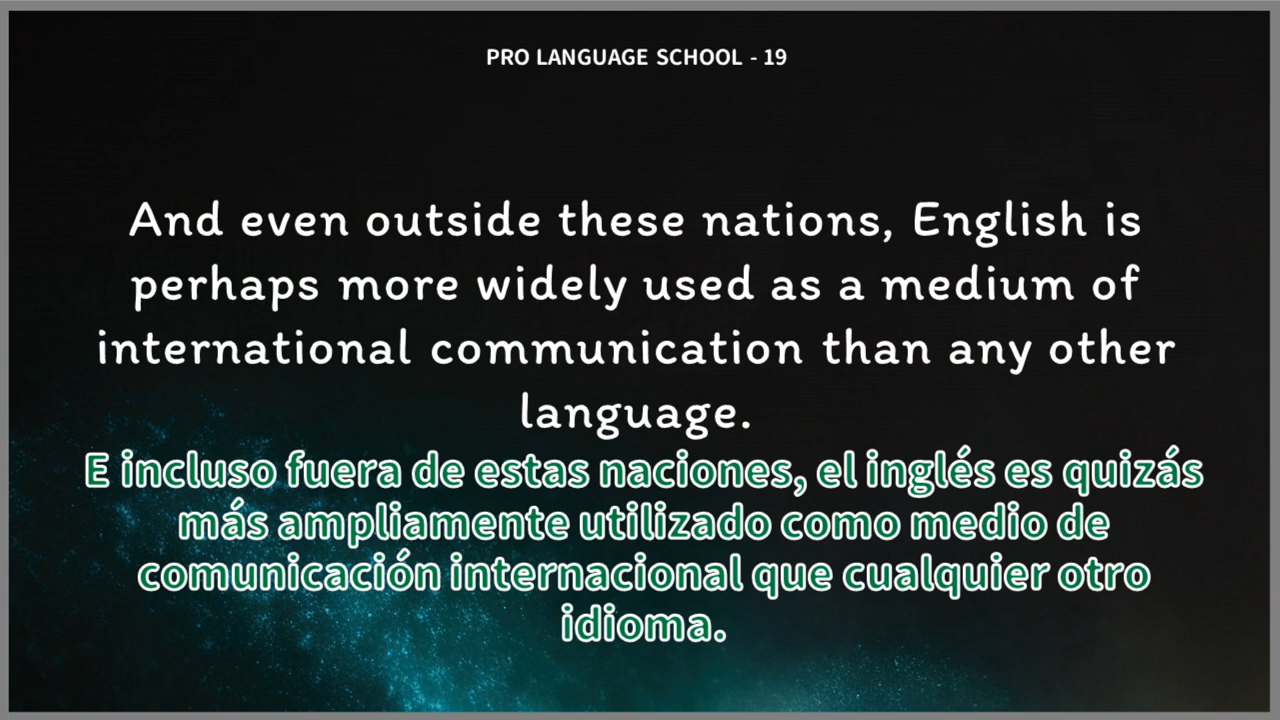 PRO LANGUAGE SCHOOL - 19
And even outside these nations, English is
perhaps more widely used as a medium of
international communication than any other
language.
E incluso fuera de estas naciones, el inglés es quizás
más ampliamente utilizado como medio de
comunicación internacional que cualquier otro
idioma.